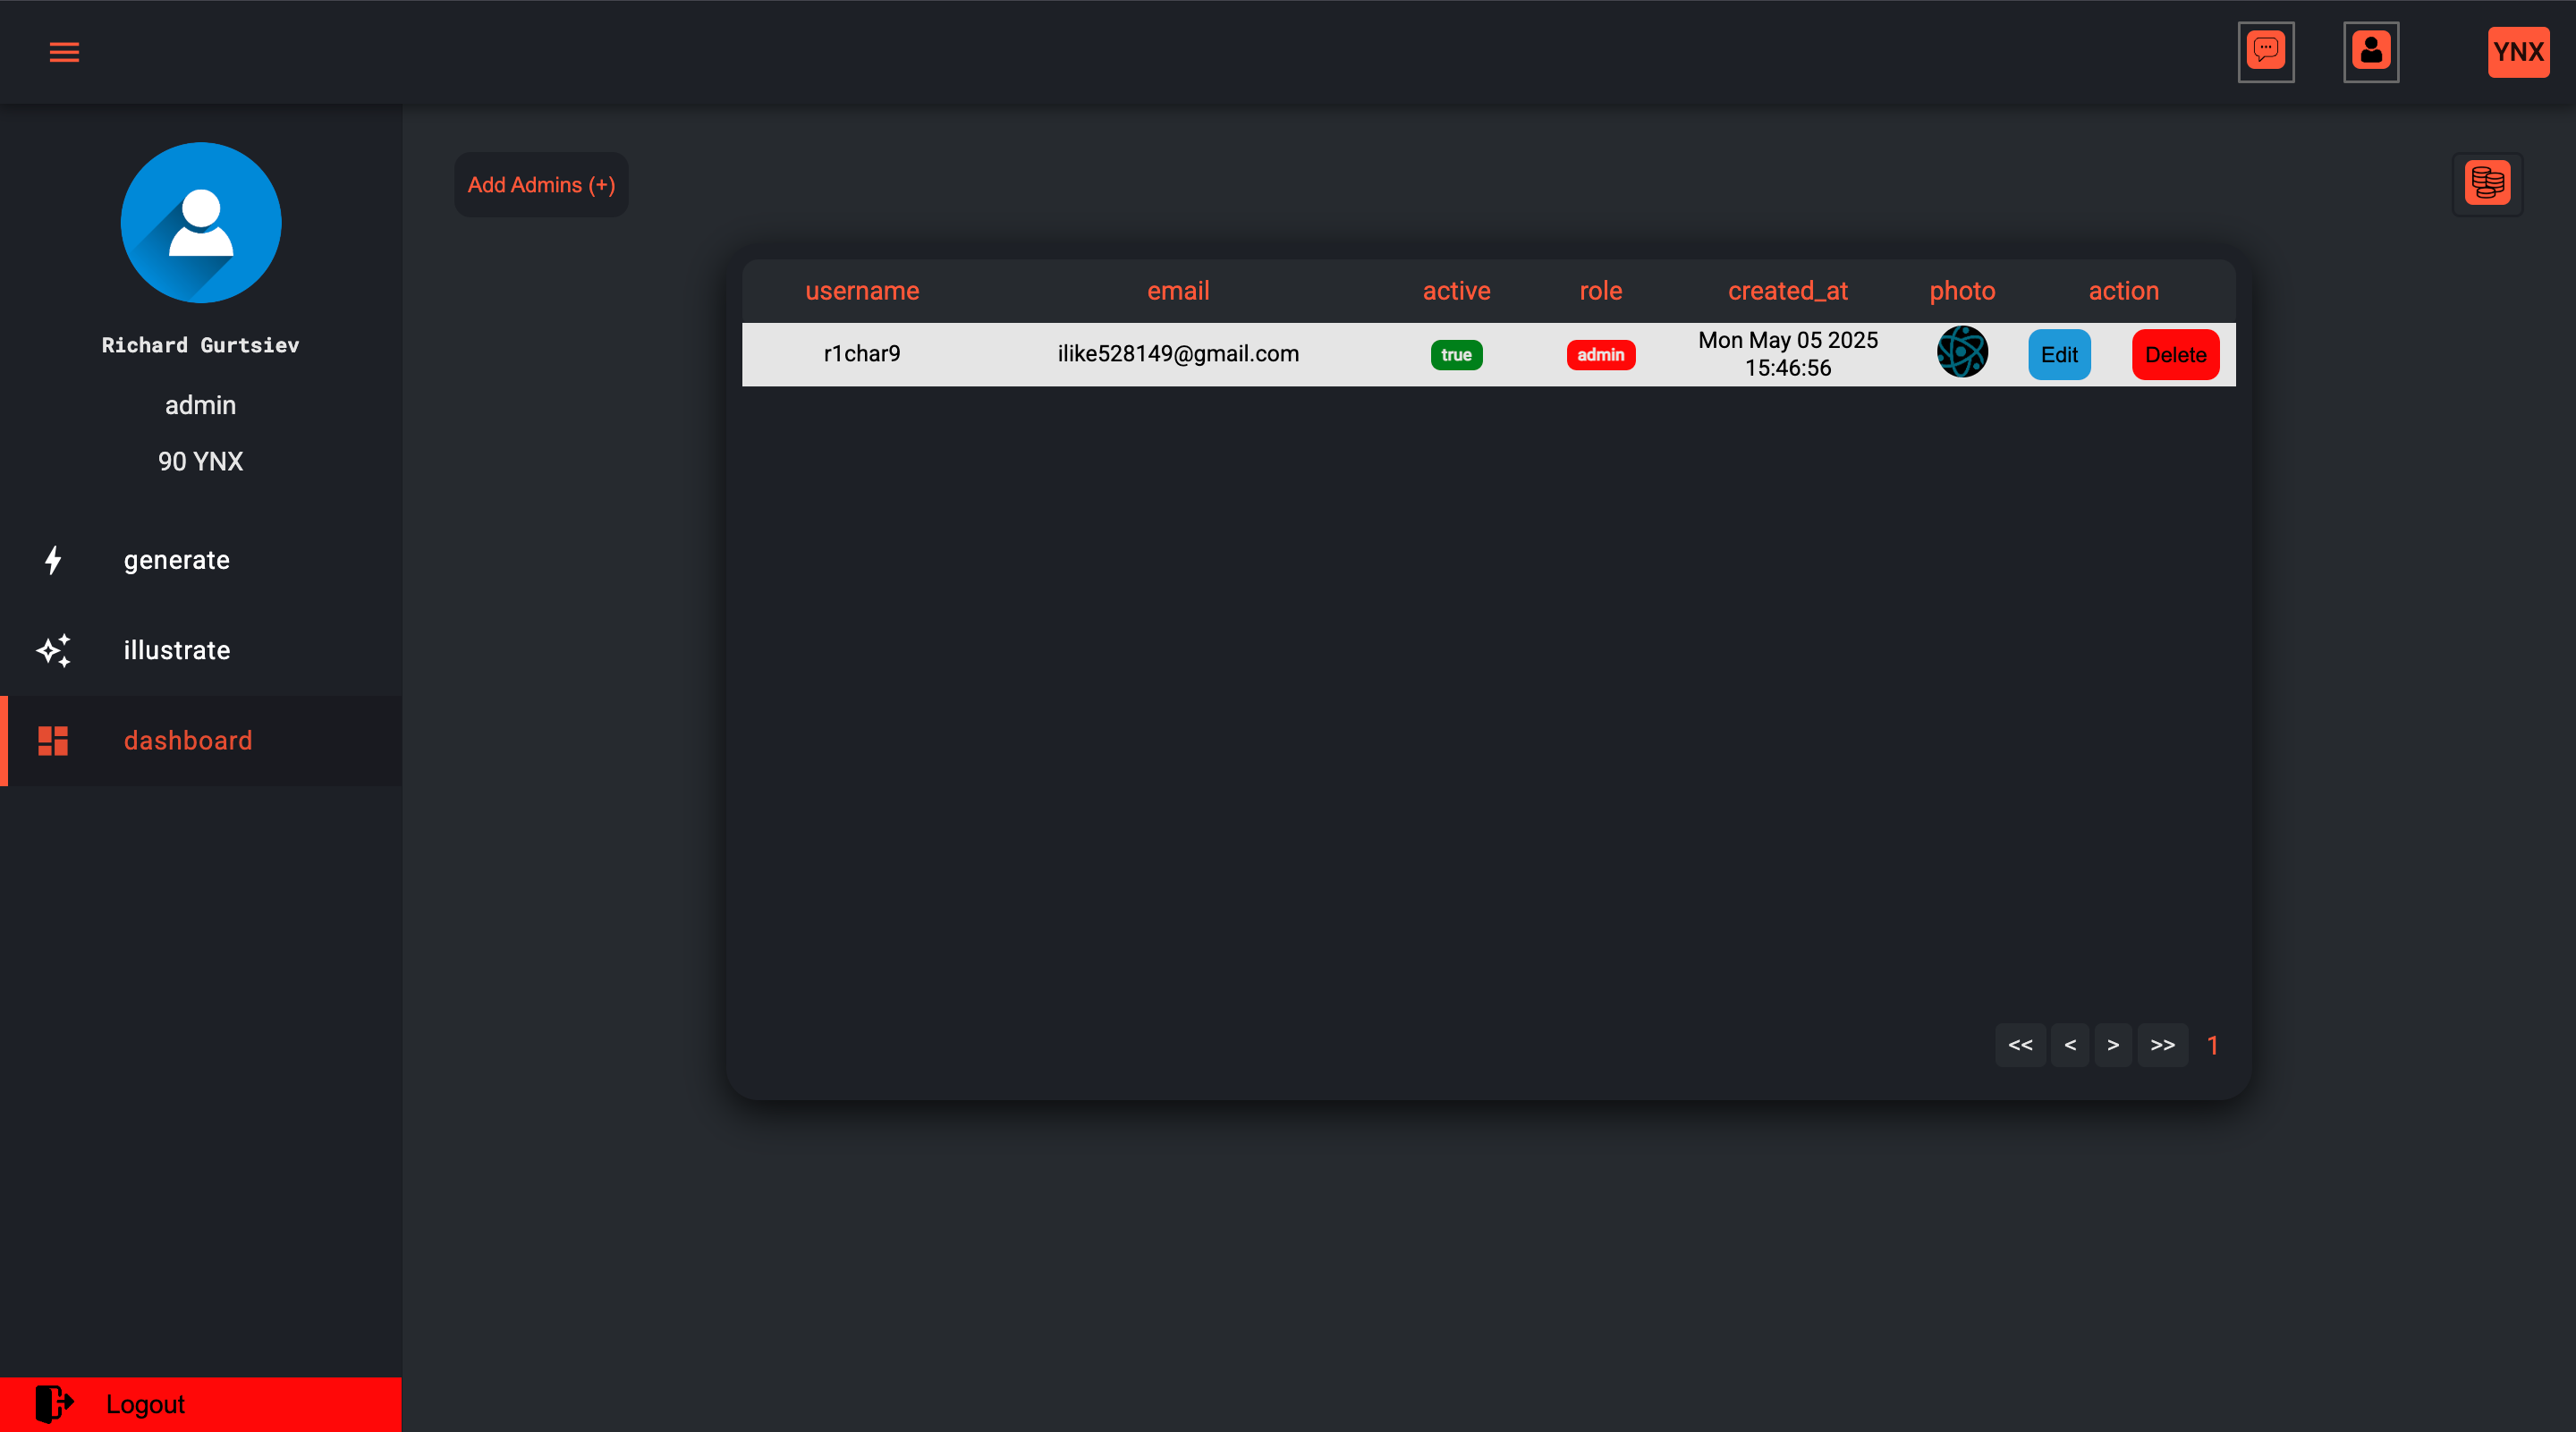 YNX
Richard Gurtsiev
admin
90 YNX
generate
illustrate
dashboard
Logout
Add Admins (+)
username email active role created_at photo action
r1char9 ilike528149@gmail.com true admin Mon May 05 2025 Edit Delete
15:46:56
<< < > >> 1